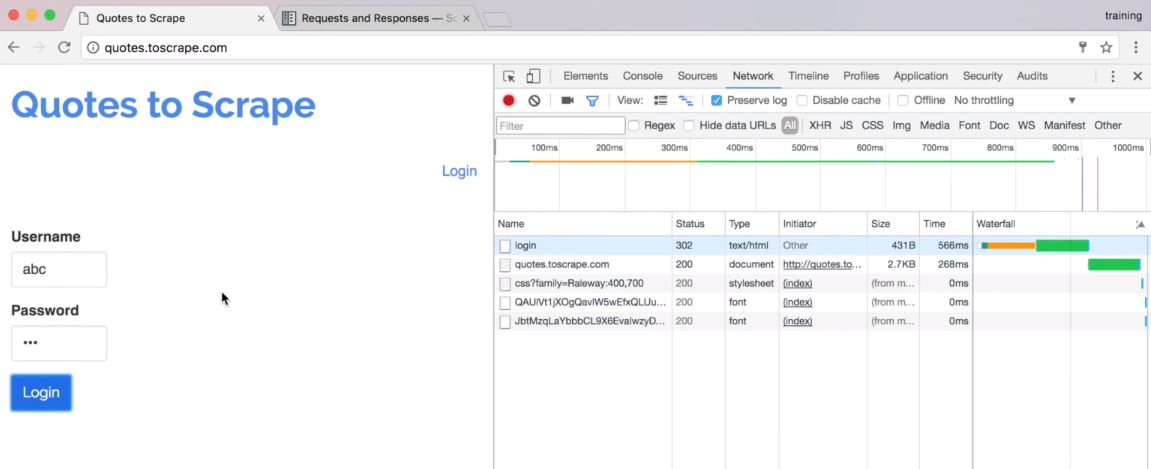 Quotes to Scrape
Requests and Responses — Sc
training
quotes.toscrape.com
Quotes to Scrape
Login
Username
abc
Password
•••
Login
Elements Console Sources Network Timeline Profiles Application Security Audits
View: Preserve log Disable cache Offline No throttling
Filter Regex Hide data URLs All XHR JS CSS Img Media Font Doc WS Manifest Other
100ms 200ms 300ms 400ms 500ms 600ms 700ms 800ms 900ms 1000ms
Name Status Type Initiator Size Time Waterfall
login 302 text/html Other 431B 566ms
quotes.toscrape.com 200 document http://quotes.to... 2.7KB 268ms
css?family=Raleway:400,700 200 stylesheet (index) (from m... 0ms
200 font (index) (from m... 0ms
200 font (index) (from m... 0ms